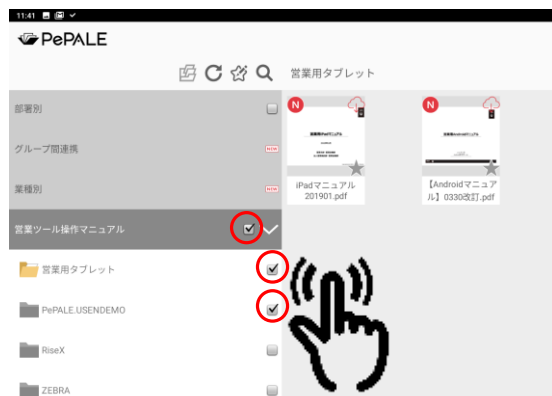 11:41
PePALE
営業用タブレット
部署別
グループ間連携
NEW
業種別
NEW
営業ツール操作マニュアル
営業用タブレット
PePALE.USENDEMO
RiseX
ZEBRA
N
N
iPadマニュアル
201901.pdf
【Androidマニュア
ル】0330改訂.pdf